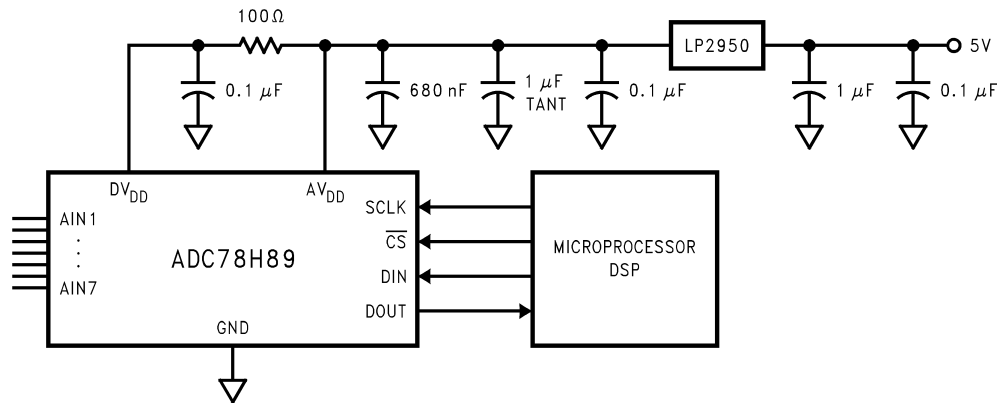 100Ω
LP2950
5V
0.1 μF
680 nF
1 μF
TANT
0.1 μF
1 μF
0.1 μF
DVDD
AVDD
AIN1
SCLK
CS
ADC78H89
MICROPROCESSOR
DSP
DIN
AIN7
DOUT
GND